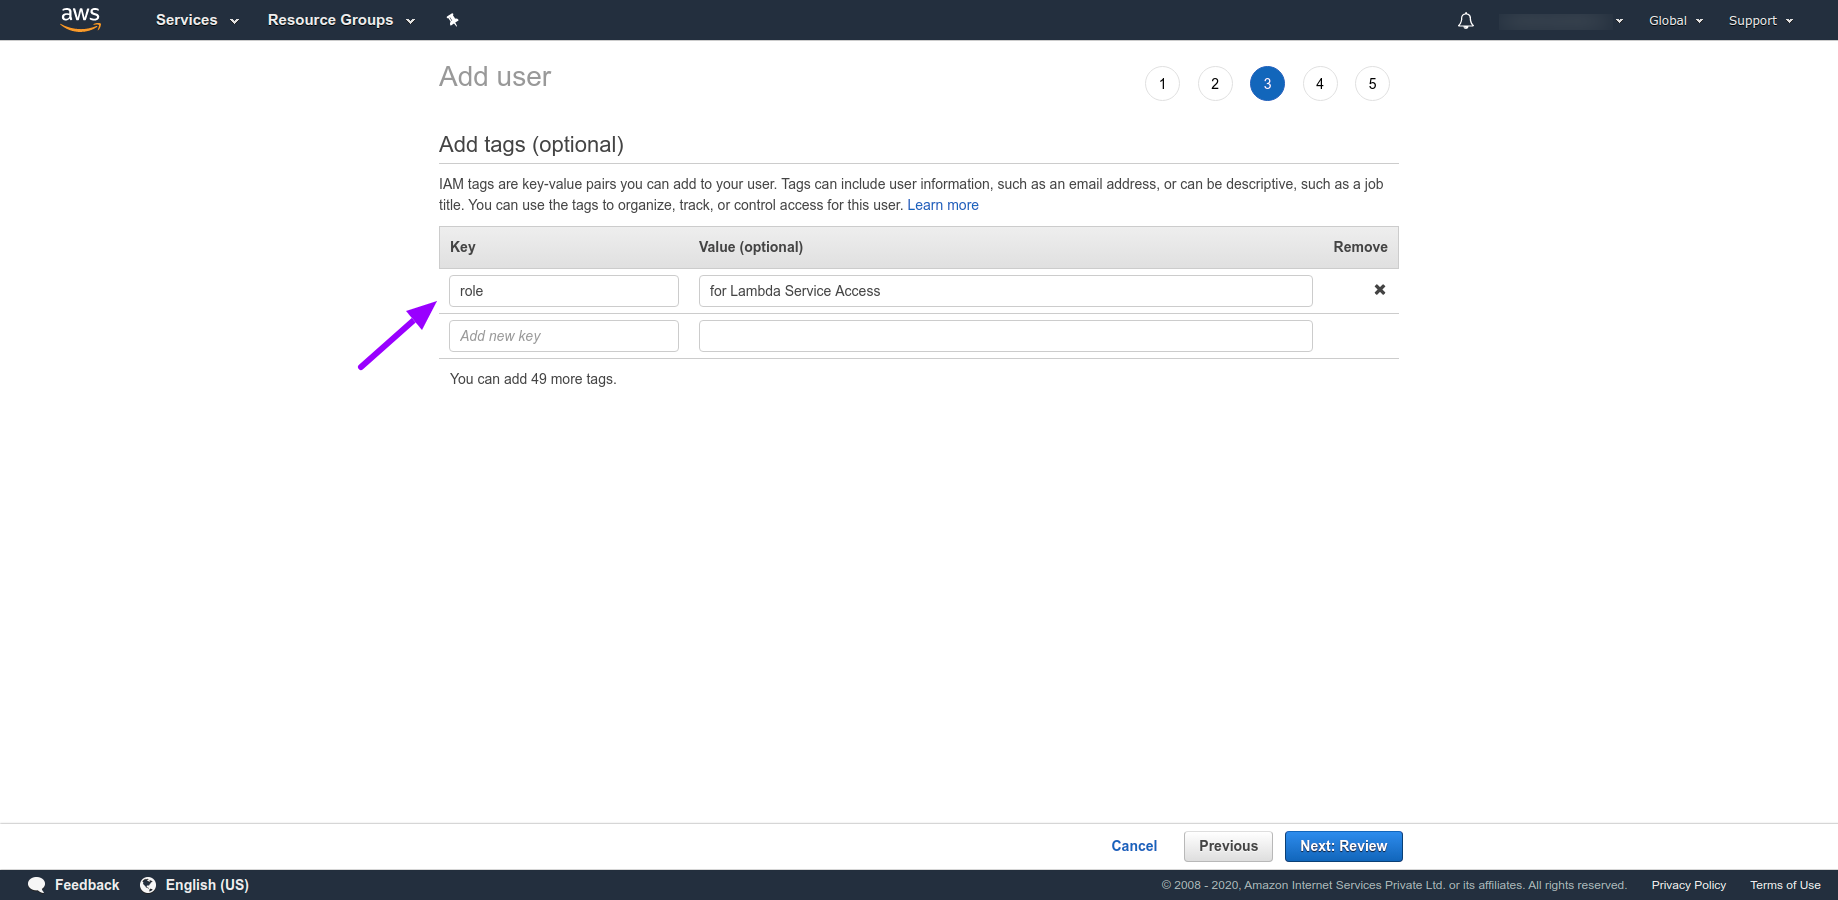 aws Services Resource Groups Global Support
Add user 1 2 3 4 5
Add tags (optional)
IAM tags are key-value pairs you can add to your user. Tags can include user information, such as an email address, or can be descriptive, such as a job
title. You can use the tags to organize, track, or control access for this user. Learn more
Key Value (optional) Remove
role for Lambda Service Access
Add new key
You can add 49 more tags.
Cancel Previous Next: Review
Feedback English (US) © 2008 - 2020, Amazon Internet Services Private Ltd. or its affiliates. All rights reserved. Privacy Policy Terms of Use